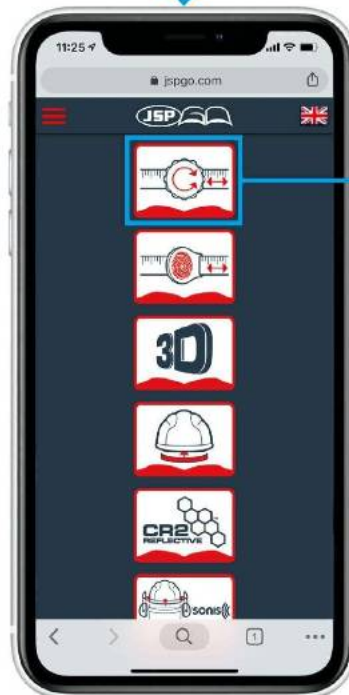 11:25
jspgo.com
JSP
3D
CR2
REFLECTIVE
sonis
1